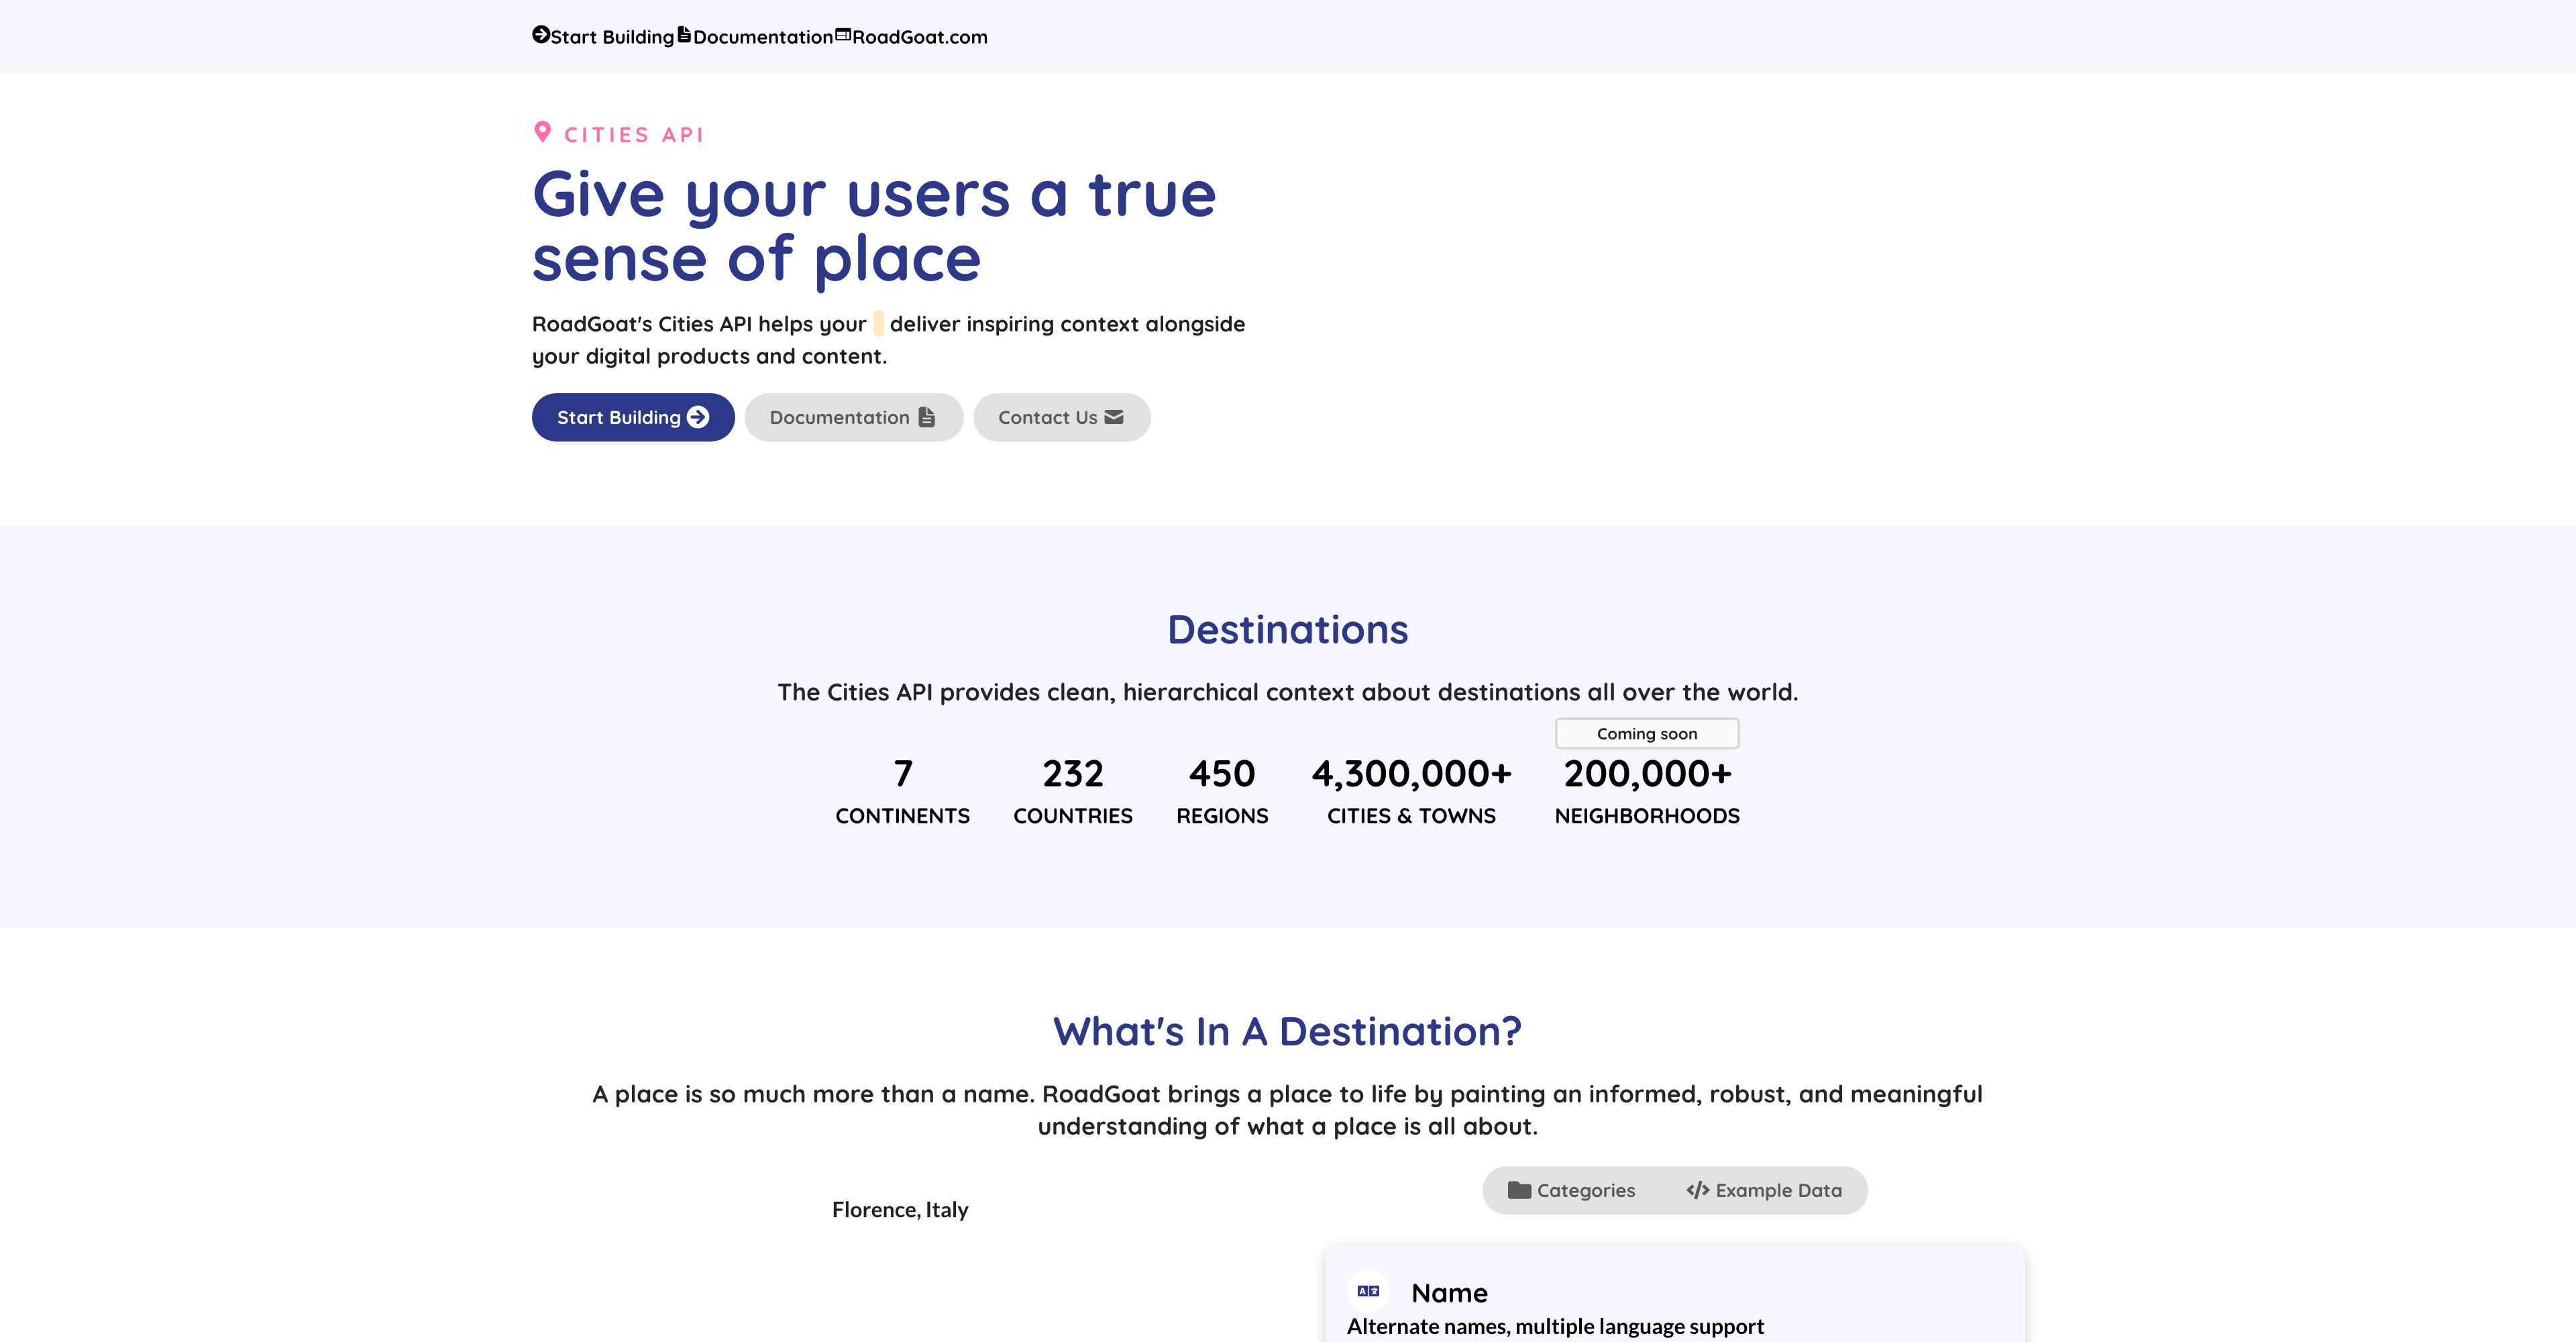 Start Building Documentation RoadGoat.com
CITIES API
Give your users a true
sense of place
RoadGoat's Cities API helps your deliver inspiring context alongside
your digital products and content.
Start Building Documentation Contact Us
Destinations
The Cities API provides clean, hierarchical context about destinations all over the world.
Coming soon
7 232 450 4,300,000+ 200,000+
CONTINENTS COUNTRIES REGIONS CITIES & TOWNS NEIGHBORHOODS
What's In A Destination?
A place is so much more than a name. RoadGoat brings a place to life by painting an informed, robust, and meaningful
understanding of what a place is all about.
Categories Example Data
Florence, Italy
Name
Alternate names, multiple language support